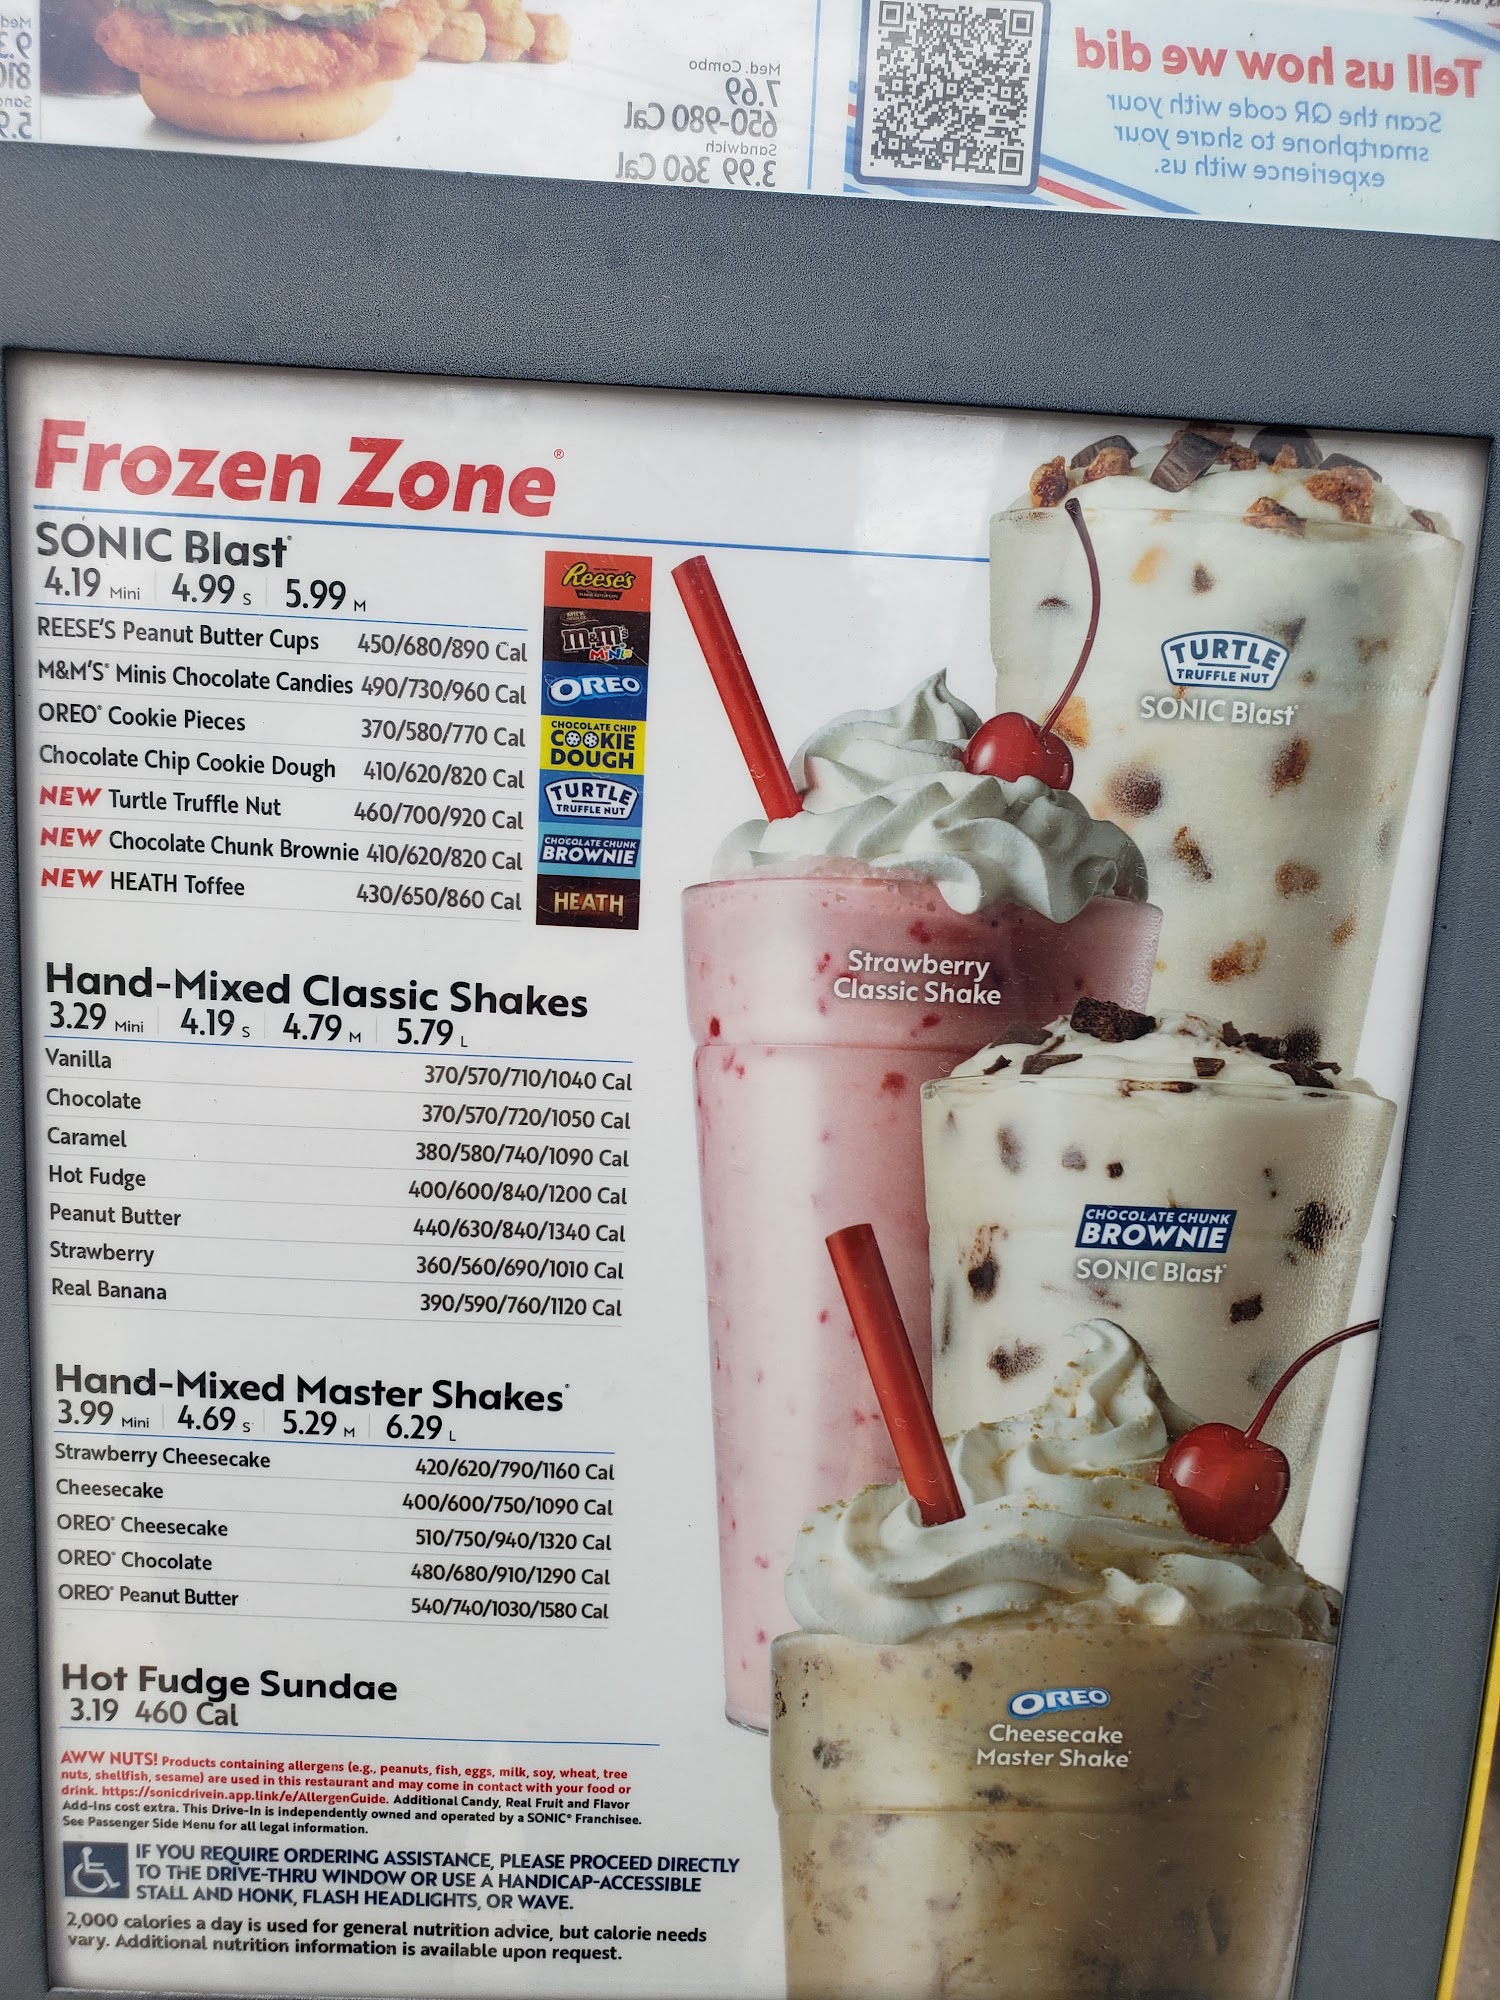 Med. Combo
7.69
650-980 Cal
Sandwich
3.99 360 Cal
Tell us how we did
Scan the QR code with your
smartphone to share your
experience with us.
Frozen Zone®
SONIC Blast®
4.19 Mini | 4.99 S | 5.99 M
REESE'S Peanut Butter Cups 450/680/890 Cal
M&M'S® Minis Chocolate Candies 490/730/960 Cal
OREO® Cookie Pieces 370/580/770 Cal
Chocolate Chip Cookie Dough 410/620/820 Cal
NEW Turtle Truffle Nut 460/700/920 Cal
NEW Chocolate Chunk Brownie 410/620/820 Cal
NEW HEATH Toffee 430/650/860 Cal
Reese's
m&m's
MINIS
OREO
CHOCOLATE CHIP
COOKIE
DOUGH
TURTLE
TRUFFLE NUT
CHOCOLATE CHUNK
BROWNIE
HEATH
Hand-Mixed Classic Shakes
3.29 Mini | 4.19 S | 4.79 M | 5.79 L
Vanilla 370/570/710/1040 Cal
Chocolate 370/570/720/1050 Cal
Caramel 380/580/740/1090 Cal
Hot Fudge 400/600/840/1200 Cal
Peanut Butter 440/630/840/1340 Cal
Strawberry 360/560/690/1010 Cal
Real Banana 390/590/760/1120 Cal
Hand-Mixed Master Shakes®
3.99 Mini | 4.69 S | 5.29 M | 6.29 L
Strawberry Cheesecake 420/620/790/1160 Cal
Cheesecake 400/600/750/1090 Cal
OREO® Cheesecake 510/750/940/1320 Cal
OREO® Chocolate 480/680/910/1290 Cal
OREO® Peanut Butter 540/740/1030/1580 Cal
Hot Fudge Sundae
3.19 460 Cal
AWW NUTS! Products containing allergens (e.g., peanuts, fish, eggs, milk, soy, wheat, tree
nuts, shellfish, sesame) are used in this restaurant and may come in contact with your food or
drink. https://sonicdrivein.app.link/e/AllergenGuide. Additional Candy, Real Fruit and Flavor
Add-Ins cost extra. This Drive-In is independently owned and operated by a SONIC® Franchisee.
See Passenger Side Menu for all legal information.
IF YOU REQUIRE ORDERING ASSISTANCE, PLEASE PROCEED DIRECTLY
TO THE DRIVE-THRU WINDOW OR USE A HANDICAP-ACCESSIBLE
STALL AND HONK, FLASH HEADLIGHTS, OR WAVE.
2,000 calories a day is used for general nutrition advice, but calorie needs
vary. Additional nutrition information is available upon request.
TURTLE
TRUFFLE NUT
SONIC Blast®
Strawberry
Classic Shake
CHOCOLATE CHUNK
BROWNIE
SONIC Blast®
OREO
Cheesecake
Master Shake®